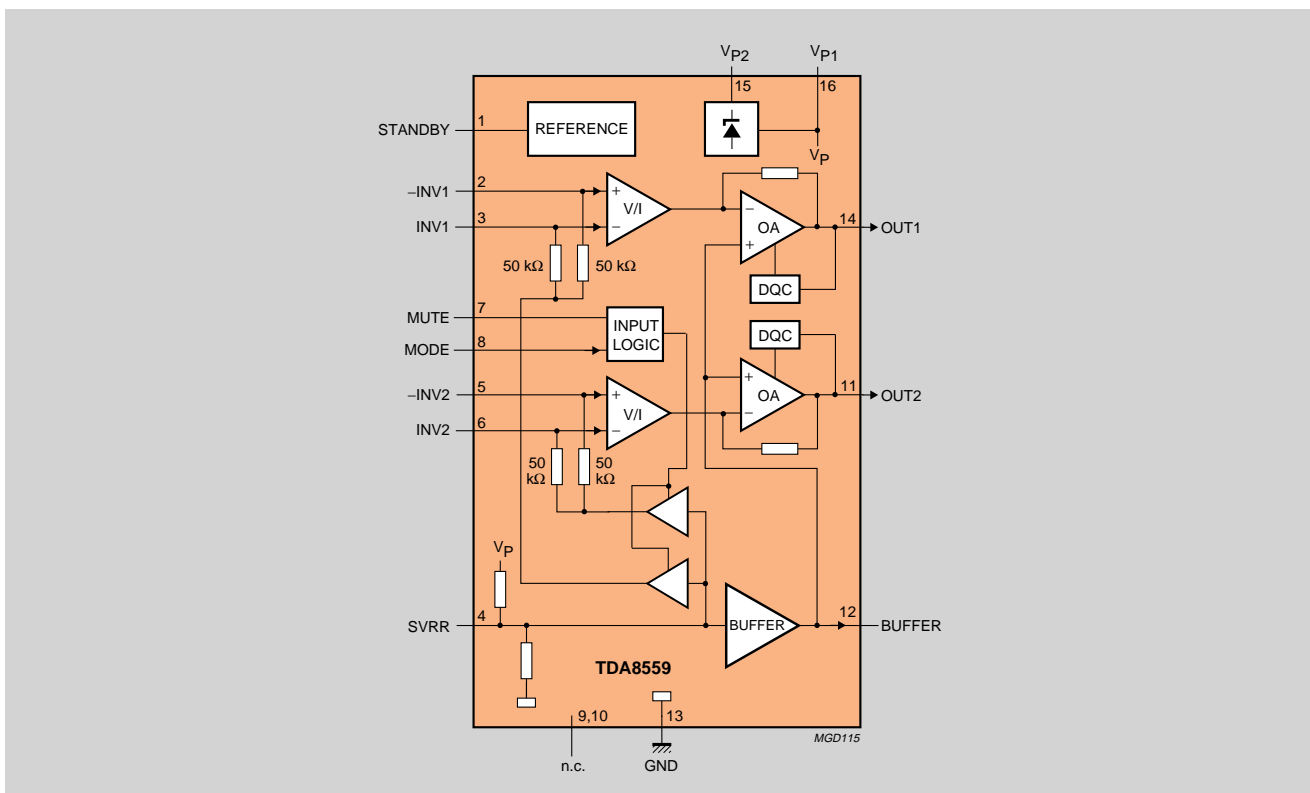 VP2
VP1
15
16
STANDBY
1
REFERENCE
VP
–INV1
2
+
V/I
–
–
OA
+
14
OUT1
INV1
3
50 kΩ
50 kΩ
DQC
MUTE
7
INPUT
LOGIC
MODE
8
DQC
–INV2
5
+
V/I
–
+
OA
–
11
OUT2
INV2
6
50
kΩ
50
kΩ
VP
SVRR
4
BUFFER
12
BUFFER
TDA8559
9,10
13
MGD115
n.c.
GND